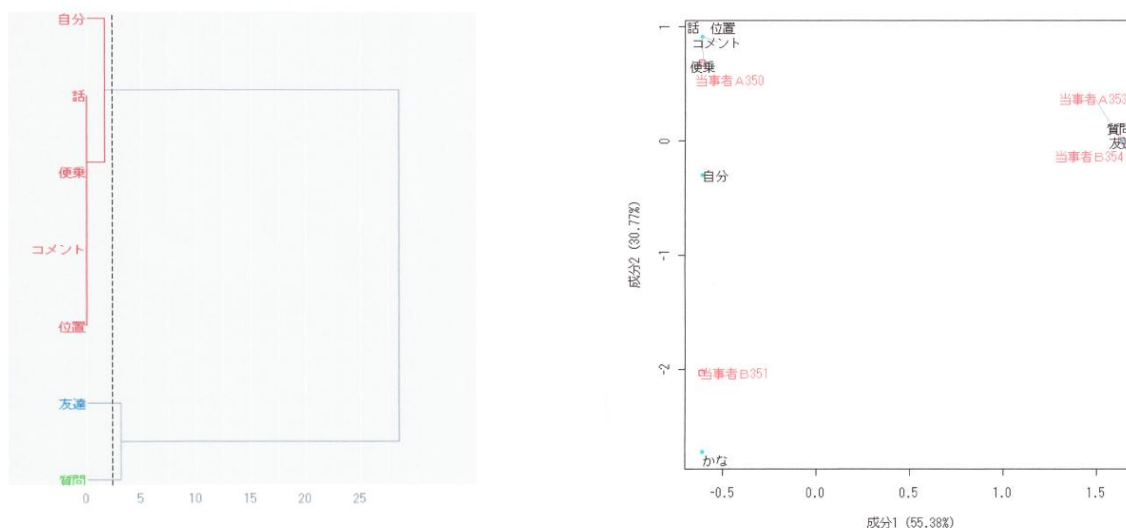 自分
話
便乗
コメント
位置
友達
質問
0 5 10 15 20 25
話 位置
コメント
便乗
当事者A350
当事者A353
質問
友達
当事者B354
自分
当事者B351
かな
1
0
-1
-2
成分2 (30.77%)
-0.5 0.0 0.5 1.0 1.5
成分1 (55.38%)